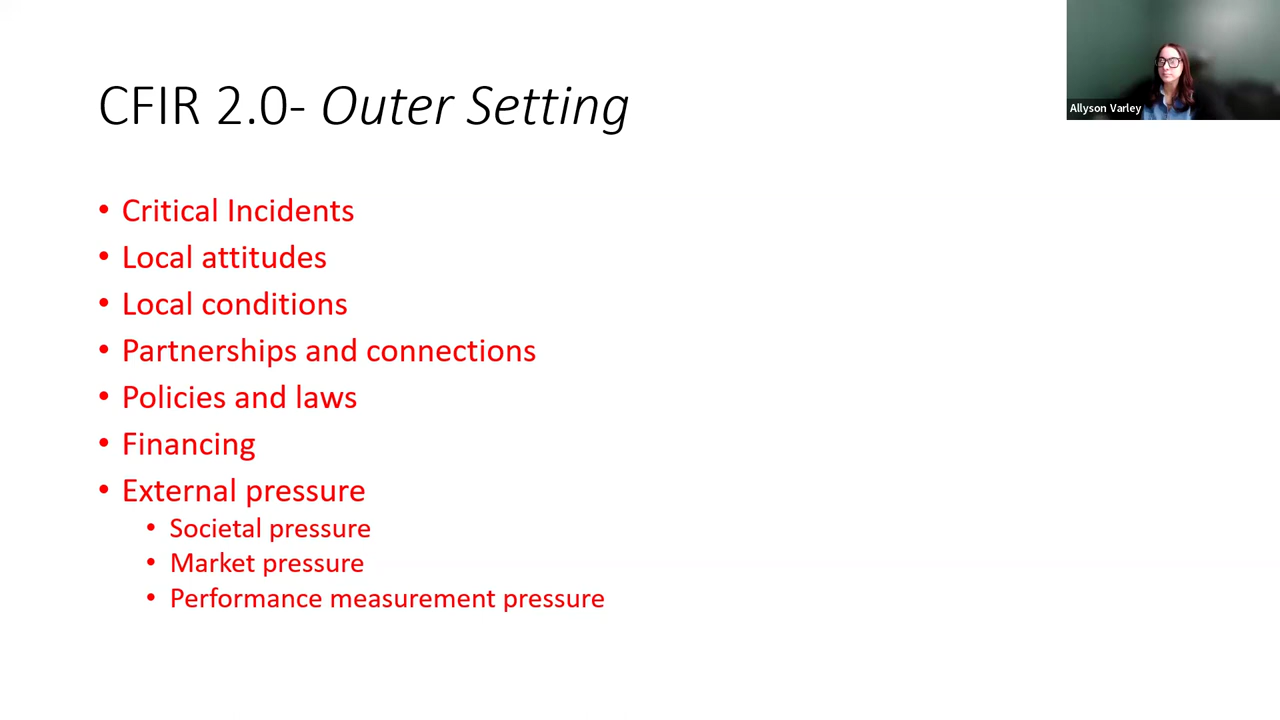 CFIR 2.0- Outer Setting
Allyson Varley
• Critical Incidents
• Local attitudes
• Local conditions
• Partnerships and connections
• Policies and laws
• Financing
• External pressure
• Societal pressure
• Market pressure
• Performance measurement pressure